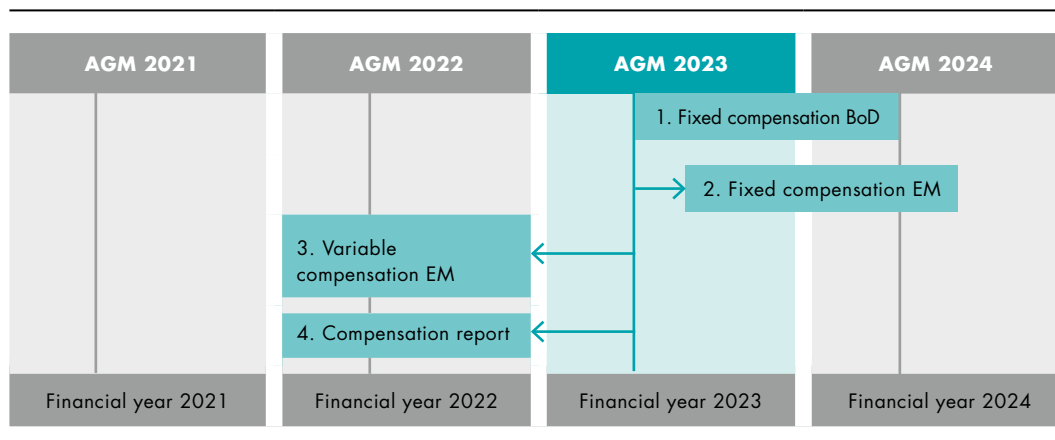 AGM 2021
AGM 2022
AGM 2023
AGM 2024
1. Fixed compensation BoD
2. Fixed compensation EM
3. Variable
compensation EM
4. Compensation report
Financial year 2021
Financial year 2022
Financial year 2023
Financial year 2024